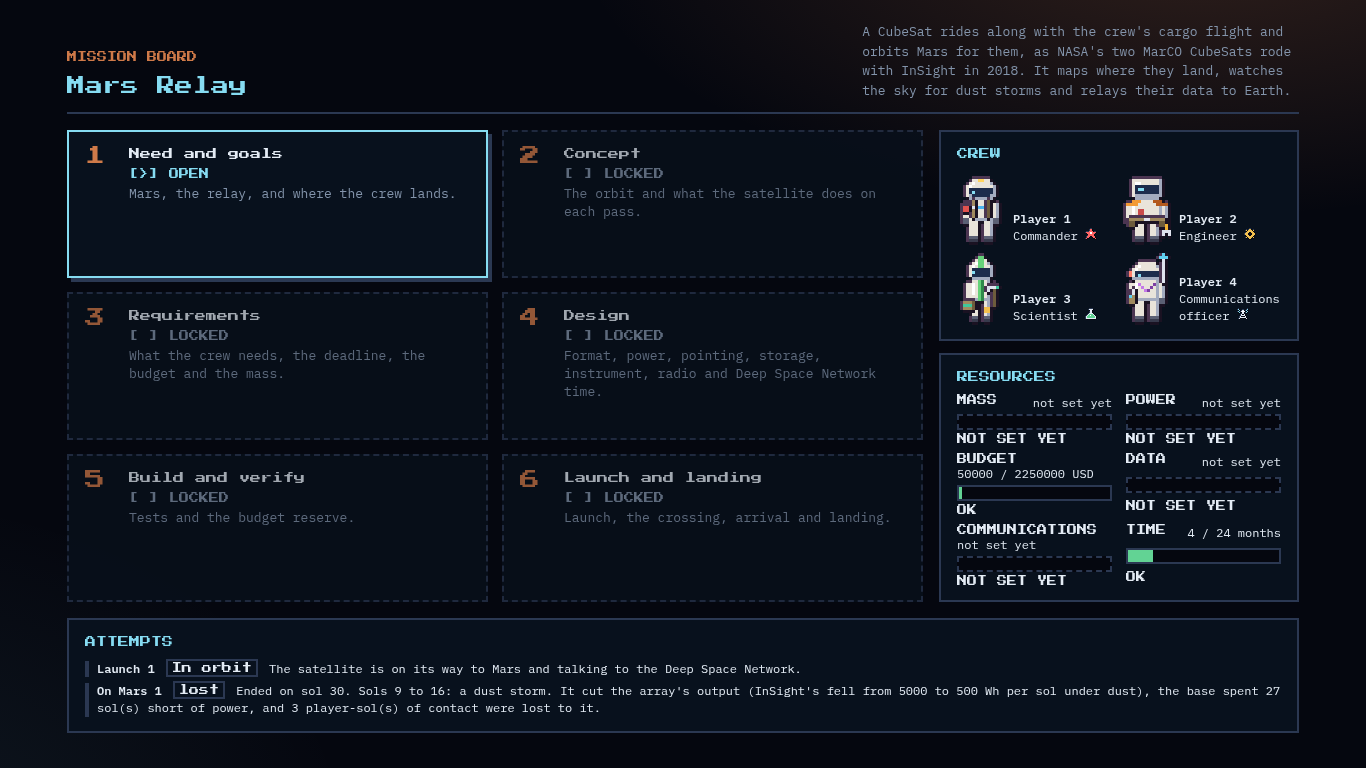 MISSION BOARD
Mars Relay
A CubeSat rides along with the crew's cargo flight and
orbits Mars for them, as NASA's two MarCO CubeSats rode
with InSight in 2018. It maps where they land, watches
the sky for dust storms and relays their data to Earth.
1 Need and goals
[>] OPEN
Mars, the relay, and where the crew lands.
2 Concept
[ ] LOCKED
The orbit and what the satellite does on
each pass.
3 Requirements
[ ] LOCKED
What the crew needs, the deadline, the
budget and the mass.
4 Design
[ ] LOCKED
Format, power, pointing, storage,
instrument, radio and Deep Space Network
time.
5 Build and verify
[ ] LOCKED
Tests and the budget reserve.
6 Launch and landing
[ ] LOCKED
Launch, the crossing, arrival and landing.
CREW
Player 1
Commander
Player 2
Engineer
Player 3
Scientist
Player 4
Communications
officer
RESOURCES
MASS not set yet
NOT SET YET
POWER not set yet
NOT SET YET
BUDGET
50000 / 2250000 USD
OK
DATA not set yet
NOT SET YET
COMMUNICATIONS
not set yet
NOT SET YET
TIME 4 / 24 months
OK
ATTEMPTS
Launch 1 In orbit The satellite is on its way to Mars and talking to the Deep Space Network.
On Mars 1 lost Ended on sol 30. Sols 9 to 16: a dust storm. It cut the array's output (InSight's fell from 5000 to 500 Wh per sol under dust), the base spent 27
sol(s) short of power, and 3 player-sol(s) of contact were lost to it.